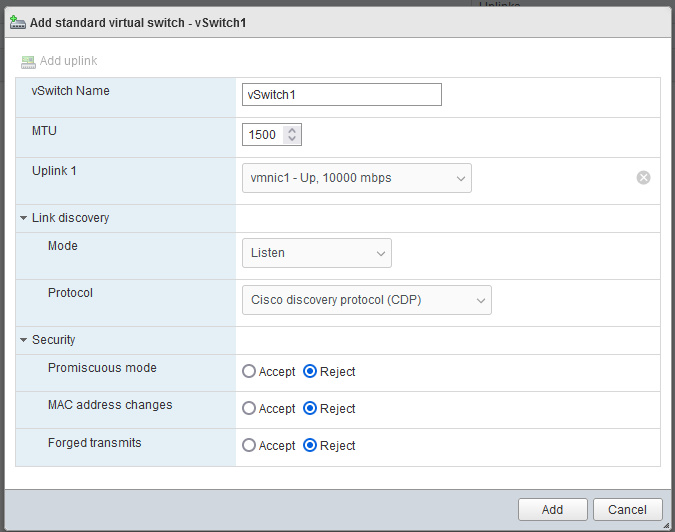 Uplinks
Add standard virtual switch - vSwitch1
Add uplink
vSwitch Name vSwitch1
MTU 1500
Uplink 1 vmnic1 - Up, 10000 mbps
Link discovery
Mode Listen
Protocol Cisco discovery protocol (CDP)
Security
Promiscuous mode Accept Reject
MAC address changes Accept Reject
Forged transmits Accept Reject
Add Cancel